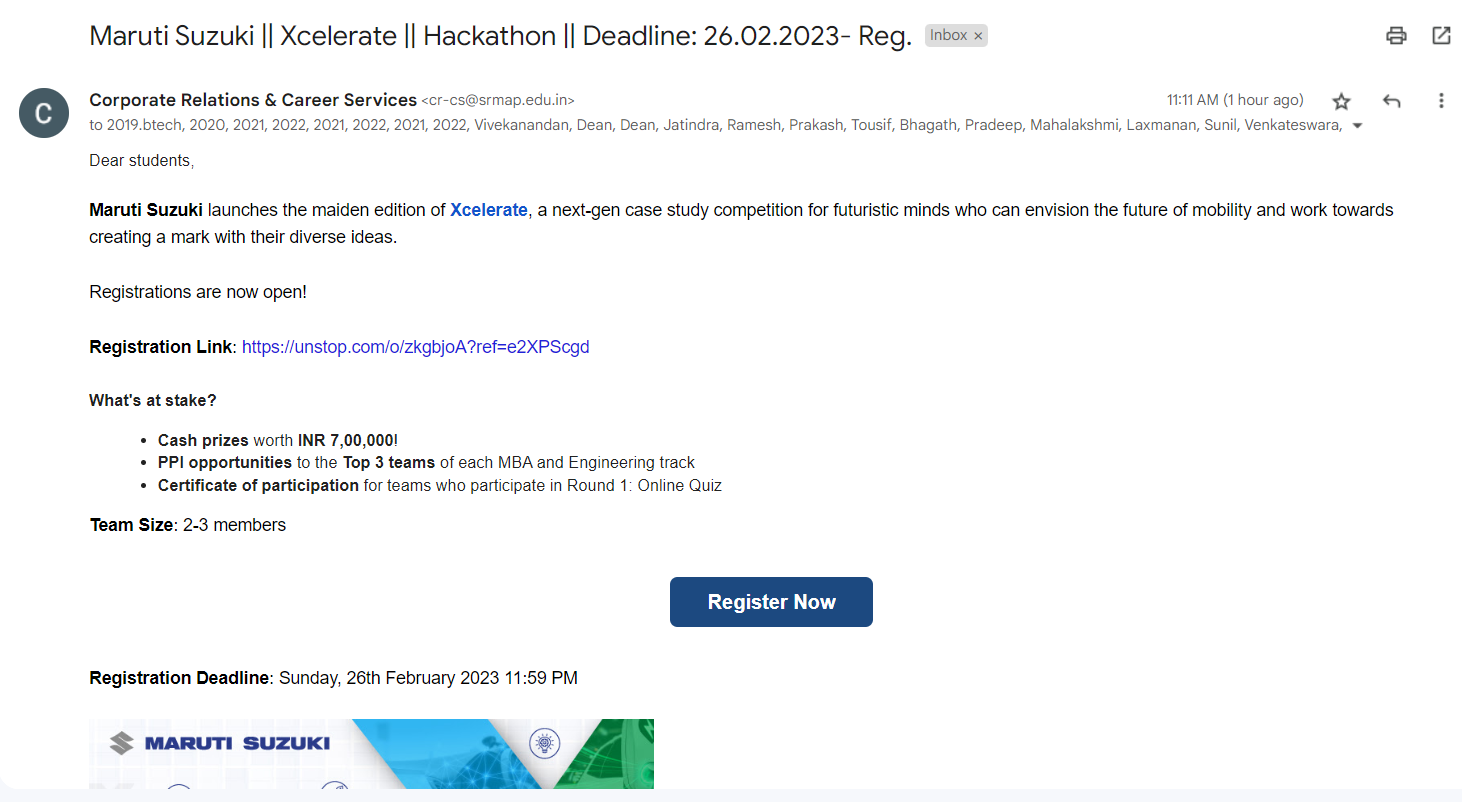 Maruti Suzuki || Xcelerate || Hackathon || Deadline: 26.02.2023- Reg. Inbox ×
C
Corporate Relations & Career Services <cr-cs@srmap.edu.in> 11:11 AM (1 hour ago)
to 2019.btech, 2020, 2021, 2022, 2021, 2022, 2021, 2022, Vivekanandan, Dean, Dean, Jatindra, Ramesh, Prakash, Tousif, Bhagath, Pradeep, Mahalakshmi, Laxmanan, Sunil, Venkateswara,
Dear students,
Maruti Suzuki launches the maiden edition of Xcelerate, a next-gen case study competition for futuristic minds who can envision the future of mobility and work towards
creating a mark with their diverse ideas.
Registrations are now open!
Registration Link: https://unstop.com/o/zkgbjoA?ref=e2XPScgd
What's at stake?
• Cash prizes worth INR 7,00,000!
• PPI opportunities to the Top 3 teams of each MBA and Engineering track
• Certificate of participation for teams who participate in Round 1: Online Quiz
Team Size: 2-3 members
Register Now
Registration Deadline: Sunday, 26th February 2023 11:59 PM
MARUTI SUZUKI